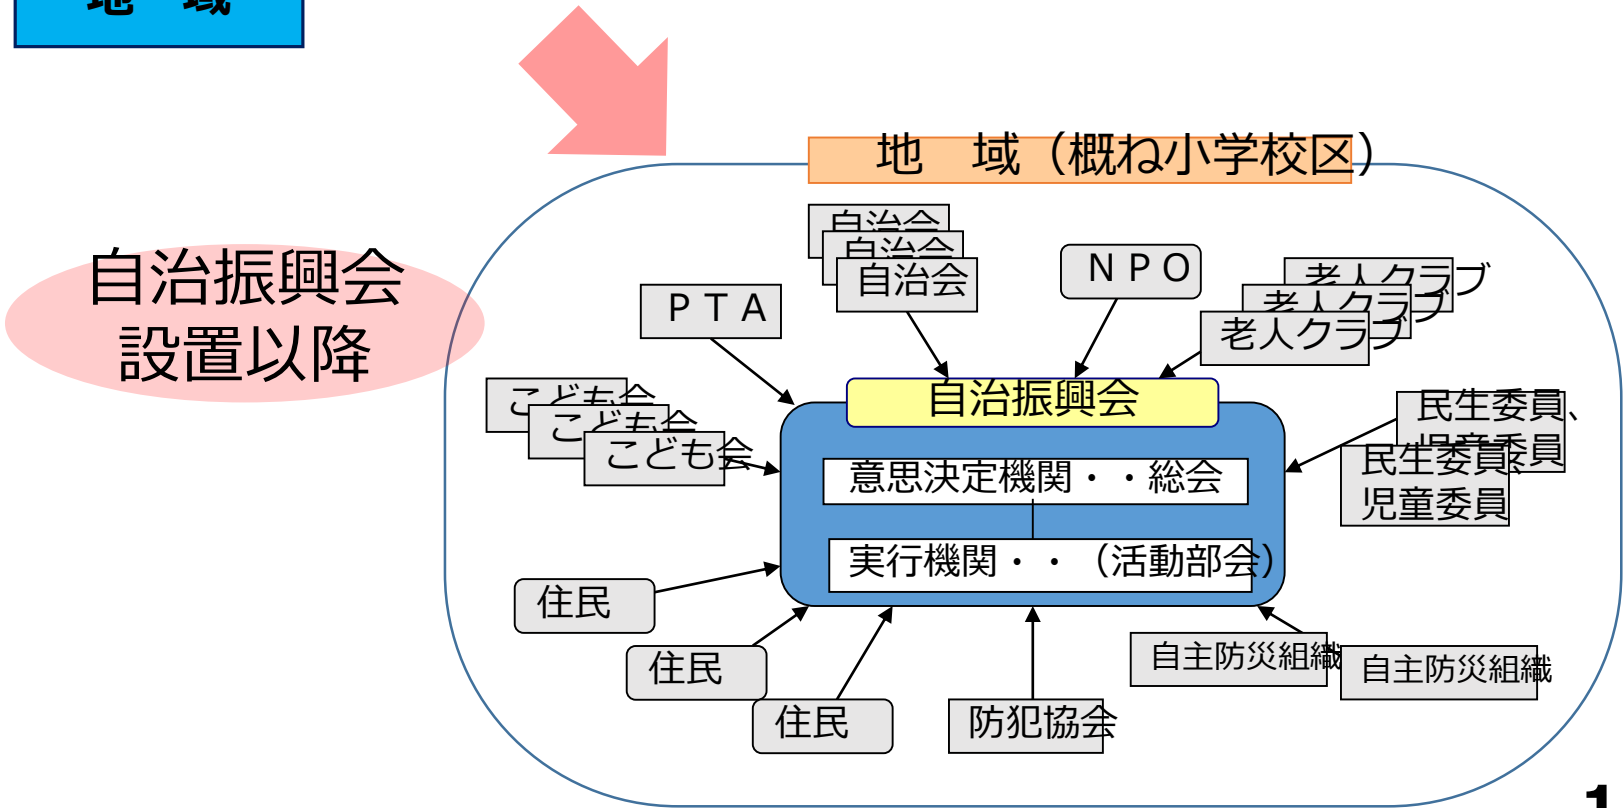 地　域
地　域（概ね小学校区）
自治振興会
設置以降
自治会
自治会
自治会
ＮＰＯ
老人クラブ
老人クラブ
老人クラブ
ＰＴＡ
自治振興会
こども会
こども会
こども会
民生委員、
児童委員
民生委員、
児童委員
意思決定機関・・総会
実行機関・・（活動部会）
住民
住民
住民
防犯協会
自主防災組織
自主防災組織
1